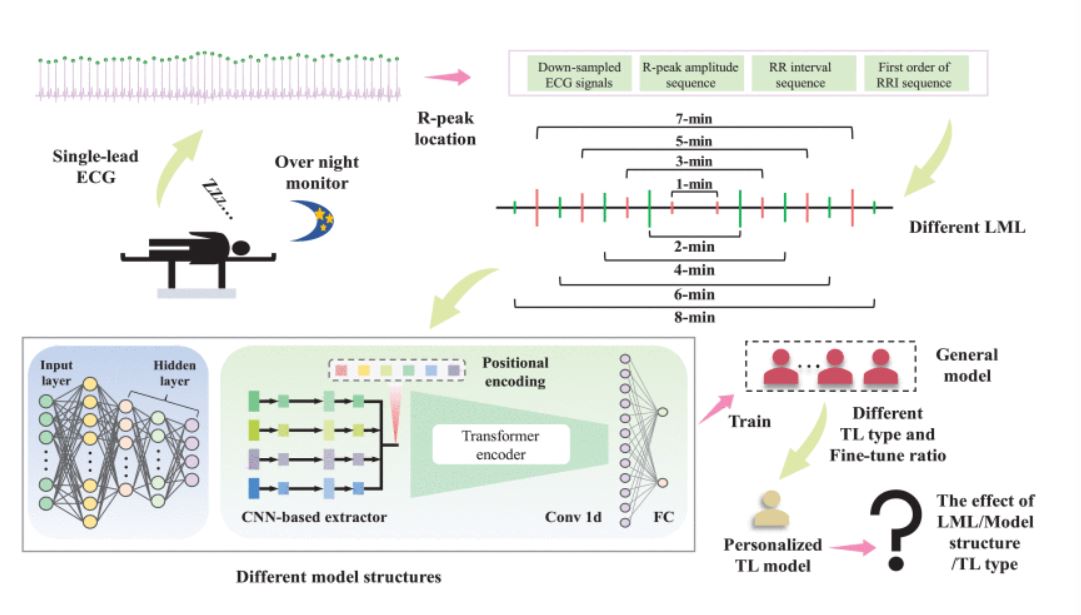 Down-sampled
ECG signals
R-peak amplitude
sequence
RR interval
sequence
First order of
RRI sequence
R-peak
location
Single-lead
ECG
Zzz...
Over night
monitor
7-min
5-min
3-min
1-min
2-min
4-min
6-min
8-min
Different LML
Input
layer
Hidden
layer
Positional
encoding
Transformer
encoder
CNN-based extractor
Conv 1d
FC
Different model structures
Train
General
model
Different
TL type and
Fine-tune ratio
Personalized
TL model
?
The effect of
LML/Model
structure
/TL type